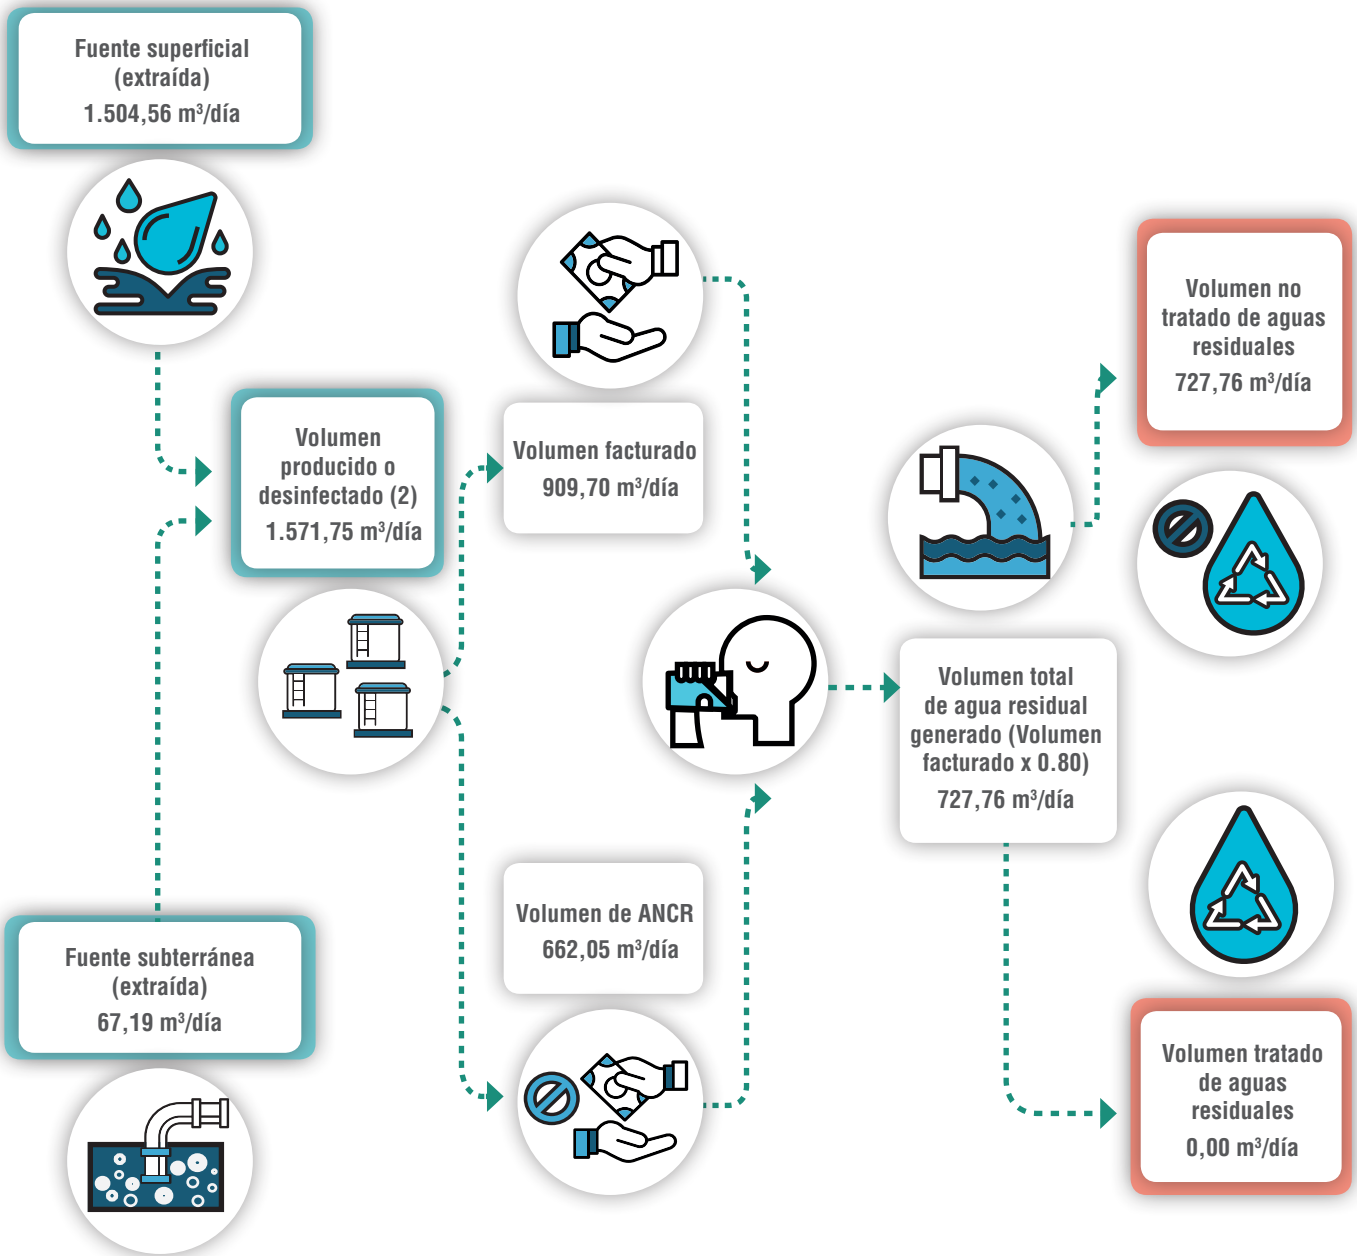 Fuente superficial
(extraída)
1.504,56 m³/día
Volumen
producido o
desinfectado (2)
1.571,75 m³/día
Fuente subterránea
(extraída)
67,19 m³/día
Volumen facturado
909,70 m³/día
Volumen de ANCR
662,05 m³/día
Volumen total
de agua residual
generado (Volumen
facturado x 0.80)
727,76 m³/día
Volumen no
tratado de aguas
residuales
727,76 m³/día
Volumen tratado
de aguas
residuales
0,00 m³/día